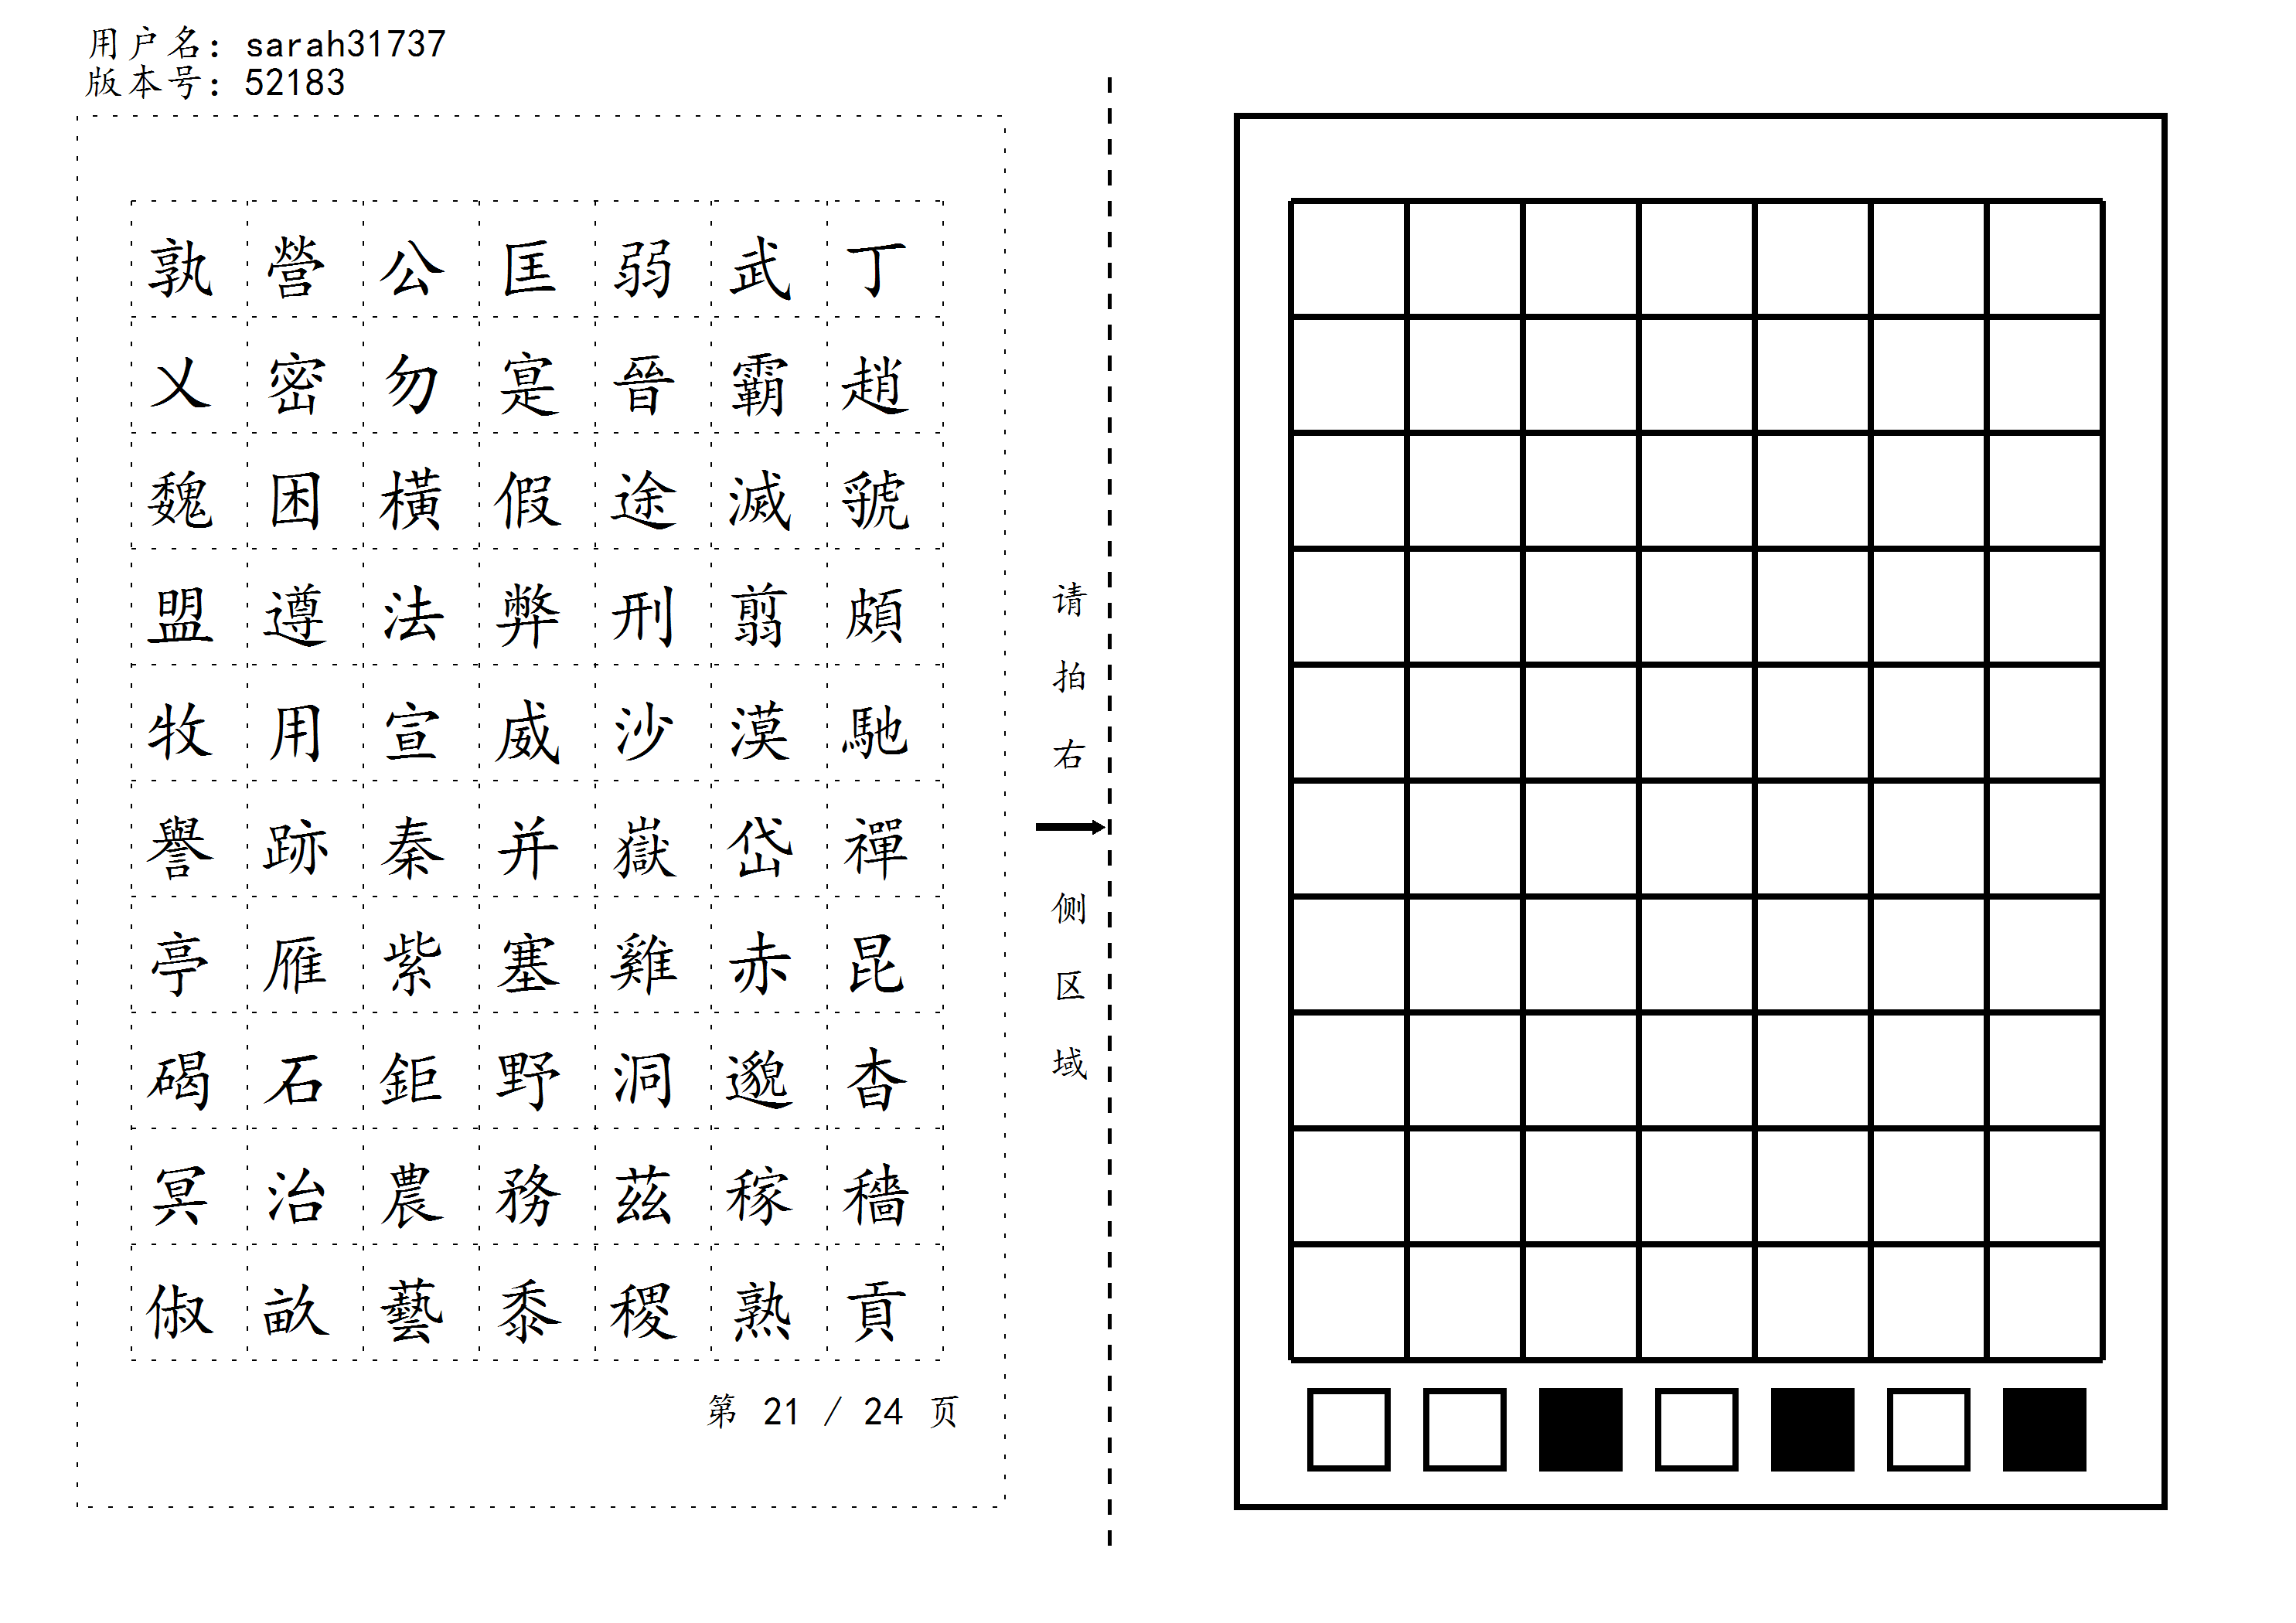 用户名: sarah31737
版本号: 52183
孰營公匡弱武丁
乂密勿寔晉霸趙
魏困橫假途滅虢
盟遵法弊刑翦頗
牧用宣威沙漠馳
譽跡秦并嶽岱禪
亭雁紫塞雞赤昆
碣石鉅野洞邈杳
冥治農務茲稼穡
俶畝藝黍稷熟貢
第 21 / 24 页
请拍右侧区域